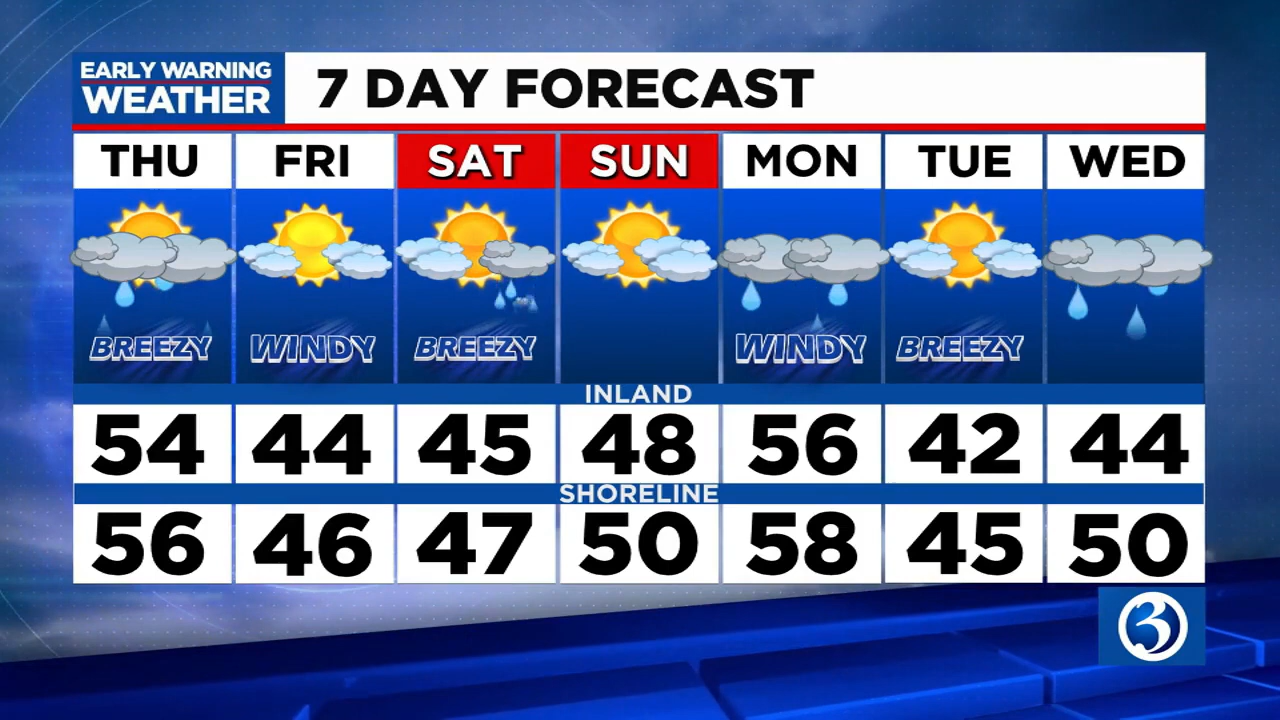 EARLY WARNING
WEATHER
7 DAY FORECAST
THU FRI SAT SUN MON TUE WED
BREEZY WINDY BREEZY WINDY BREEZY
INLAND
54 44 45 48 56 42 44
SHORELINE
56 46 47 50 58 45 50
3